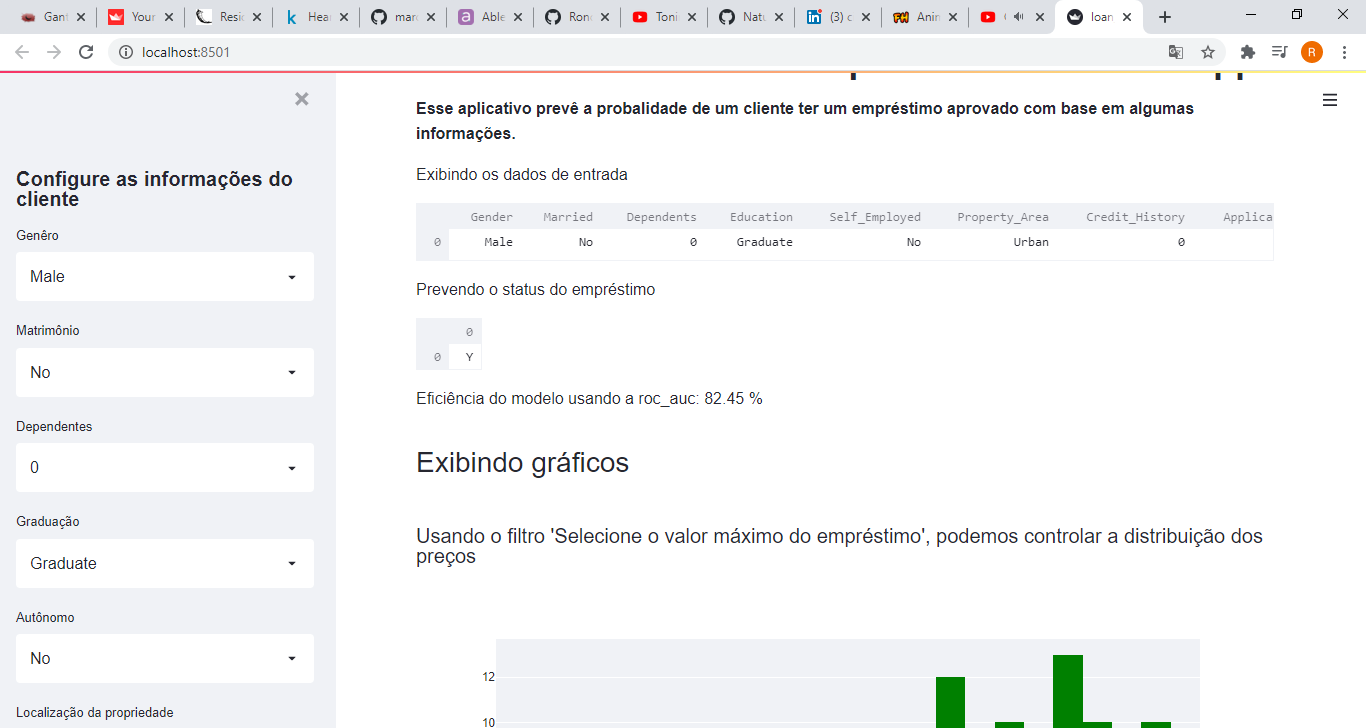 Gant
Your
Resid
Hear
mar
Able
Ron
Toni
Natu
(3) c
Anin
loan
localhost:8501
R
Esse aplicativo prevê a probalidade de um cliente ter um empréstimo aprovado com base em algumas
informações.
Configure as informações do
cliente
Exibindo os dados de entrada
Gender Married Dependents Education Self_Employed Property_Area Credit_History Applica
0 Male No 0 Graduate No Urban 0
Genêro
Male
Prevendo o status do empréstimo
0
0 Y
Matrimônio
No
Eficiência do modelo usando a roc_auc: 82.45 %
Dependentes
0
Exibindo gráficos
Graduação
Graduate
Usando o filtro 'Selecione o valor máximo do empréstimo', podemos controlar a distribuição dos
preços
Autônomo
No
Localização da propriedade
12
10